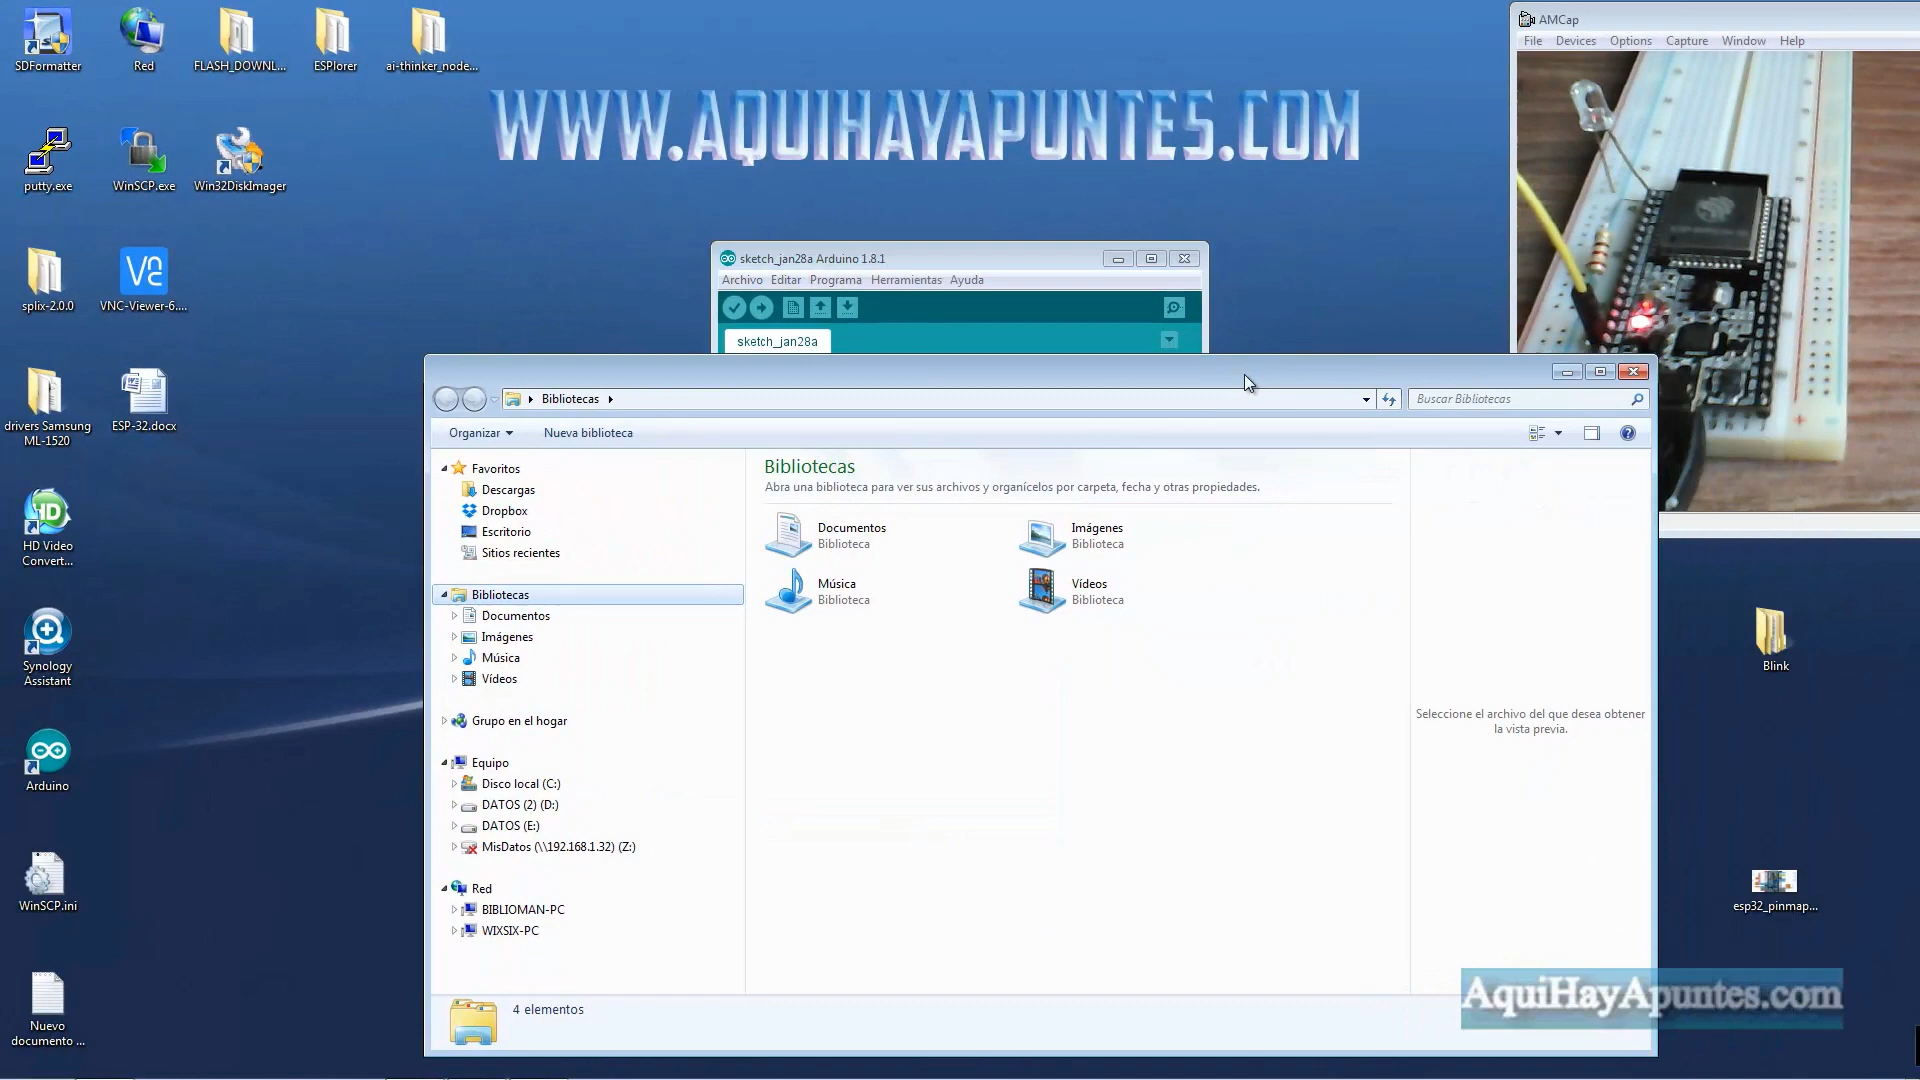 SDFormatter
Red
FLASH_DOWNL...
ESPlorer
ai-thinker_node...
WWW.AQUIHAYAPUNTES.COM
putty.exe
WinSCP.exe
Win32DiskImager
splix-2.0.0
VNC-Viewer-6....
drivers Samsung
ML-1520
ESP-32.docx
HD Video
Convert...
Synology
Assistant
Arduino
WinSCP.ini
Nuevo
documento ...
AMCap
File Devices Options Capture Window Help
sketch_jan28a Arduino 1.8.1
Archivo Editar Programa Herramientas Ayuda
sketch_jan28a
Bibliotecas
Buscar Bibliotecas
Organizar
Nueva biblioteca
Favoritos
Descargas
Dropbox
Escritorio
Sitios recientes
Bibliotecas
Documentos
Imágenes
Música
Vídeos
Grupo en el hogar
Equipo
Disco local (C:)
DATOS (2) (D:)
DATOS (E:)
MisDatos (\\192.168.1.32) (Z:)
Red
BIBLIOMAN-PC
WIXSIX-PC
Bibliotecas
Abra una biblioteca para ver sus archivos y organícelos por carpeta, fecha y otras propiedades.
Documentos
Biblioteca
Imágenes
Biblioteca
Música
Biblioteca
Vídeos
Biblioteca
Seleccione el archivo del que desea obtener
la vista previa.
4 elementos
Blink
esp32_pinmap...
AquiHayApuntes.com